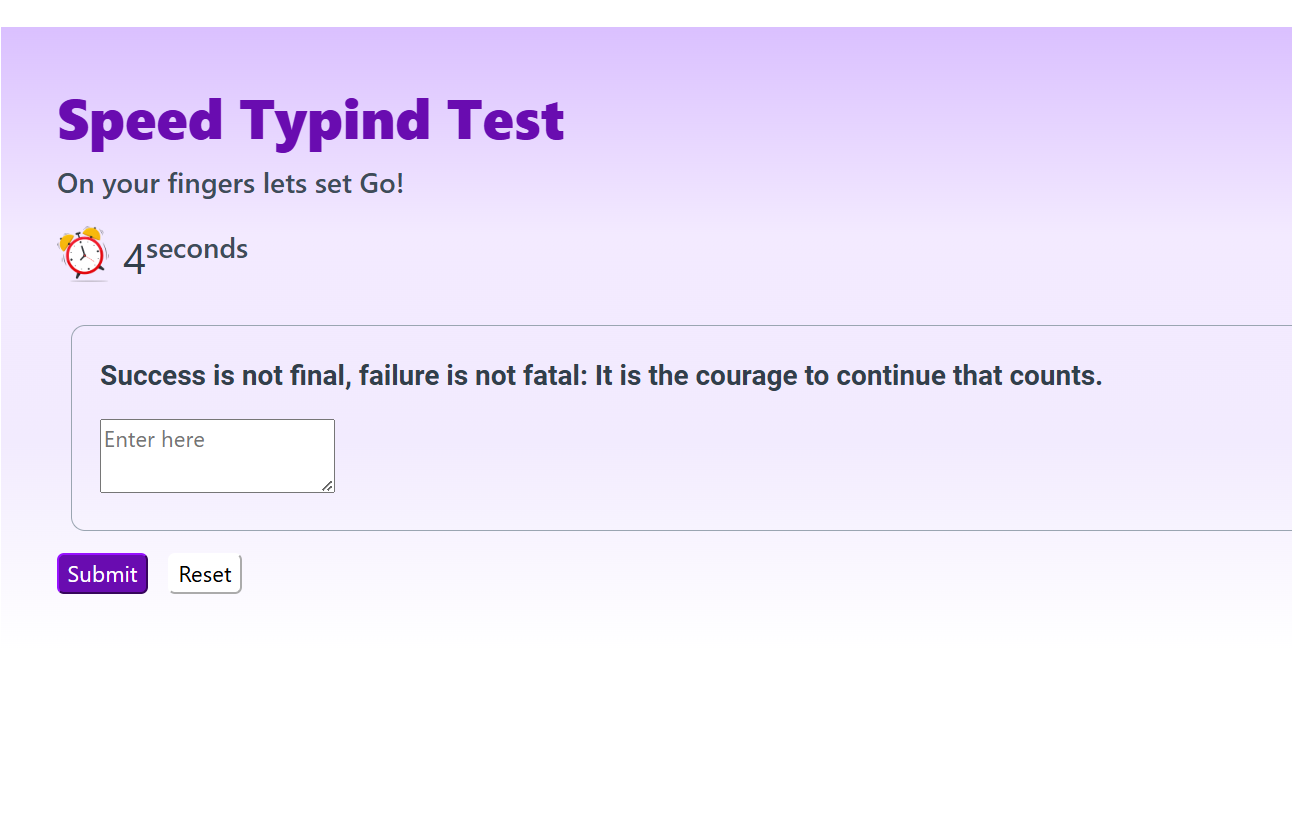 Speed Typind Test
On your fingers lets set Go!
4seconds
Success is not final, failure is not fatal: It is the courage to continue that counts.
Enter here
Submit Reset